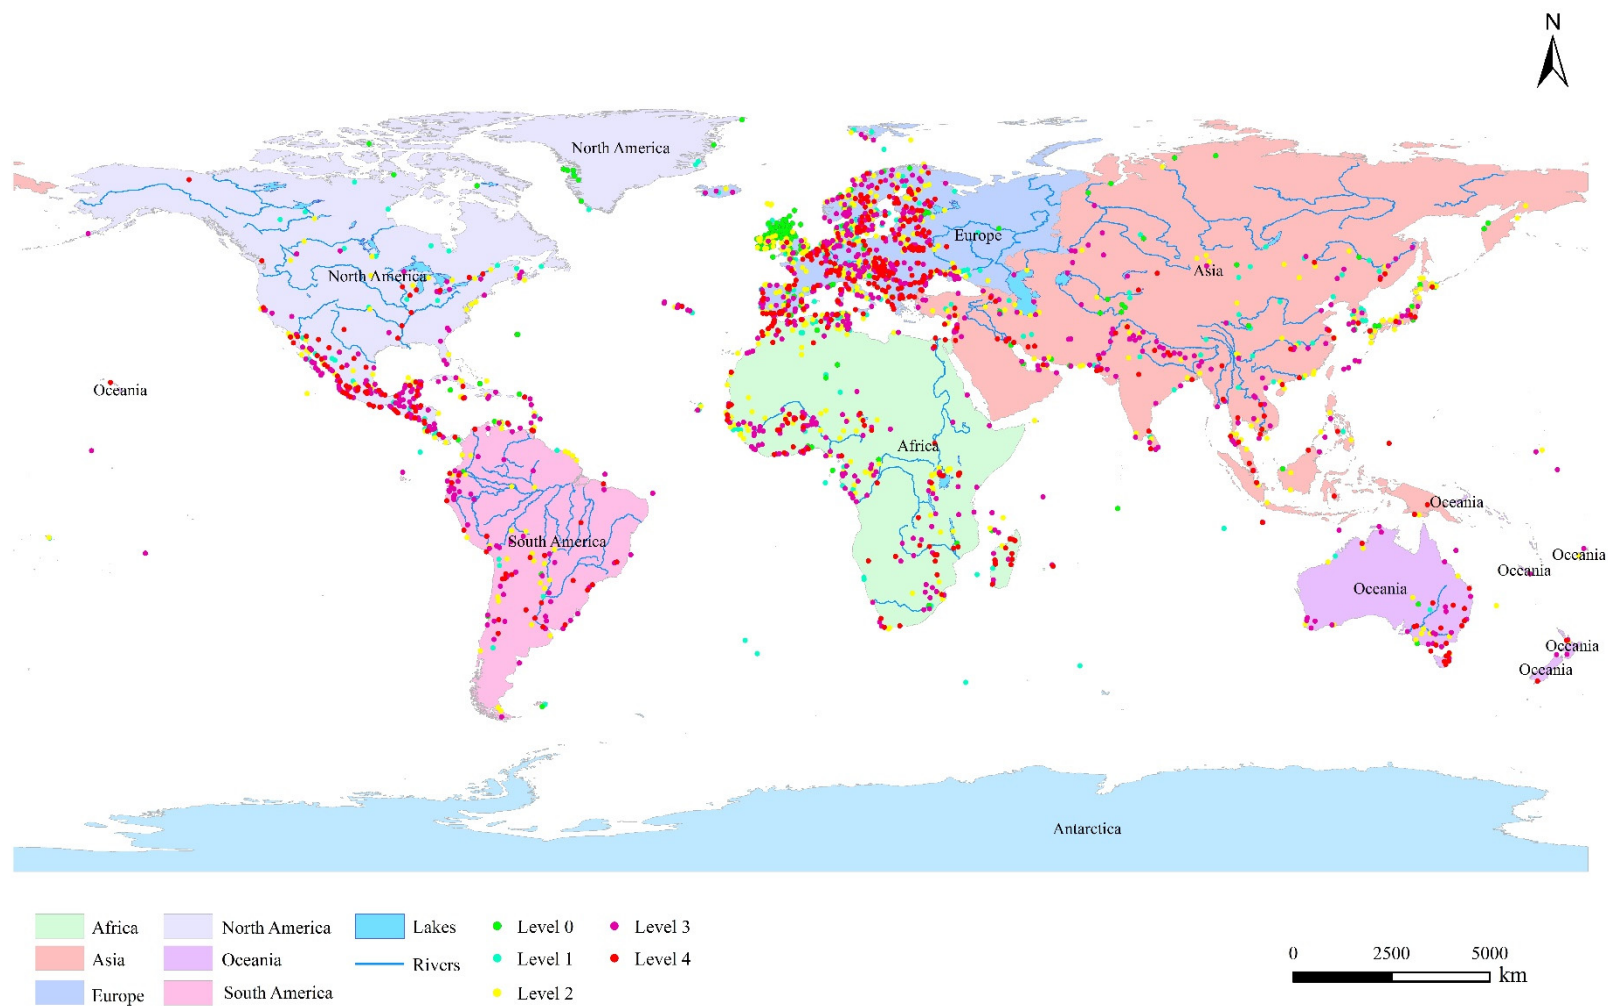 N
North America
Europe
Asia
North America
Oceania
Africa
Oceania
South America
Oceania
Oceania
Oceania
Oceania
Oceania
Antarctica
Africa
North America
Lakes
Level 0
Level 3
Asia
Oceania
Rivers
Level 1
Level 4
Europe
South America
Level 2
0 2500 5000
km